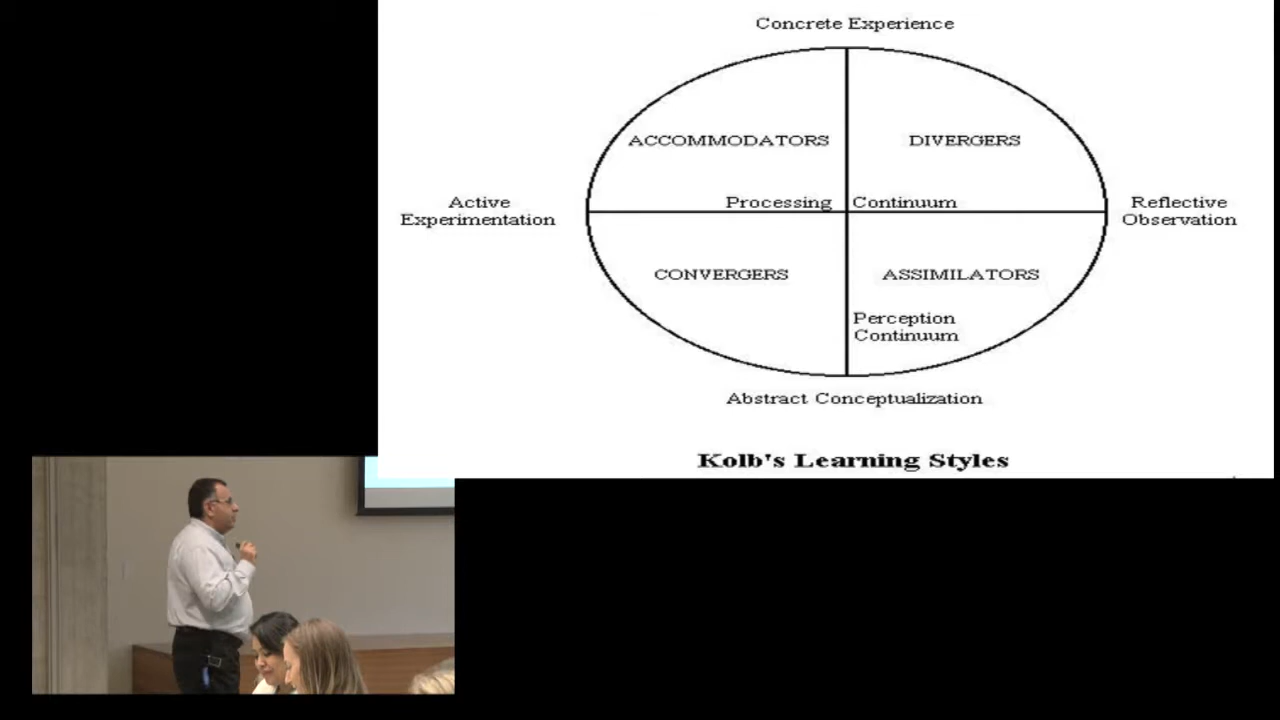 Concrete Experience
ACCOMMODATORS
DIVERGERS
Active
Experimentation
Processing
Continuum
Reflective
Observation
CONVERGERS
ASSIMILATORS
Perception
Continuum
Abstract Conceptualization
Kolb's Learning Styles